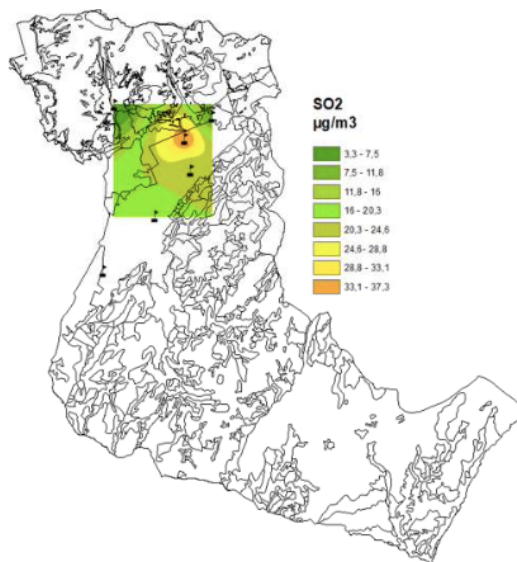 SO2
µg/m3
3,3 - 7,5
7,5 - 11,8
11,8 - 16
16 - 20,3
20,3 - 24,6
24,6 - 28,8
28,8 - 33,1
33,1 - 37,3